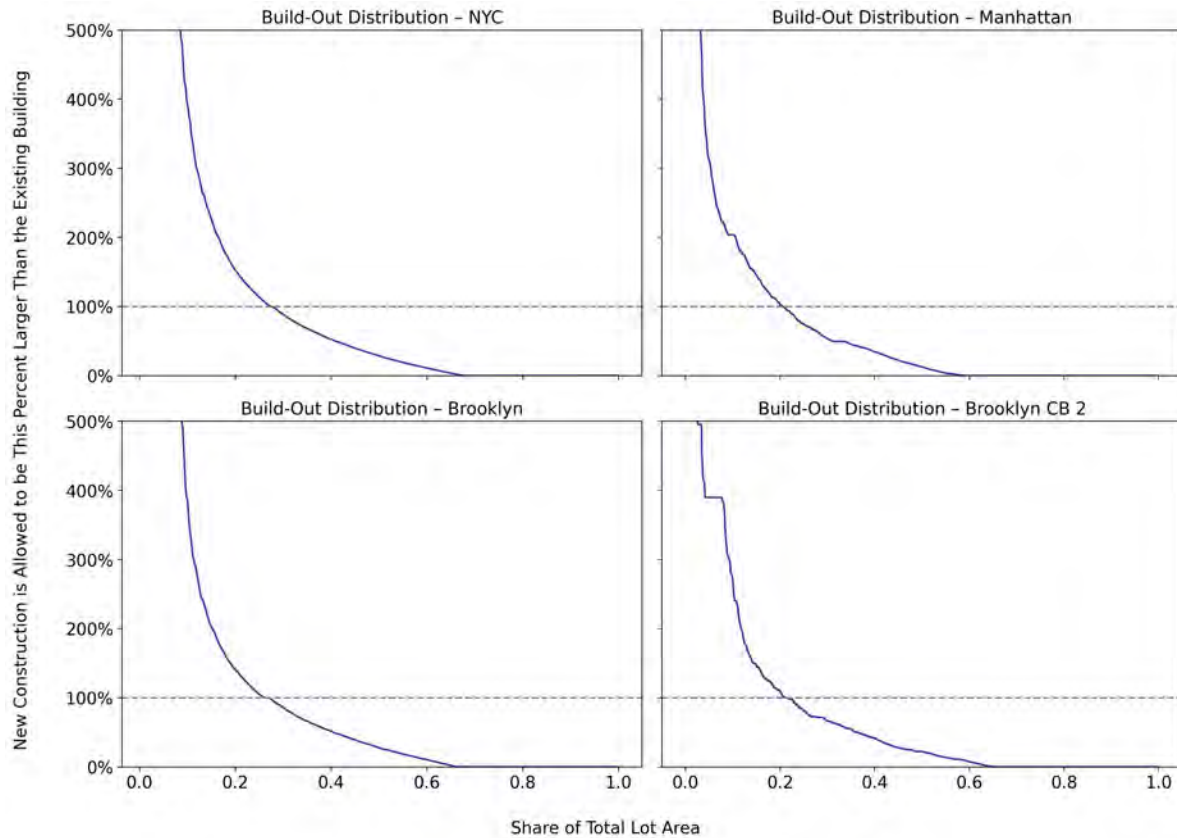 New Construction is Allowed to be This Percent Larger Than the Existing Building
Build-Out Distribution – NYC
500%
400%
300%
200%
100%
0%
Build-Out Distribution – Manhattan
Build-Out Distribution – Brooklyn
500%
400%
300%
200%
100%
0%
0.0 0.2 0.4 0.6 0.8 1.0
Build-Out Distribution – Brooklyn CB 2
0.0 0.2 0.4 0.6 0.8 1.0
Share of Total Lot Area